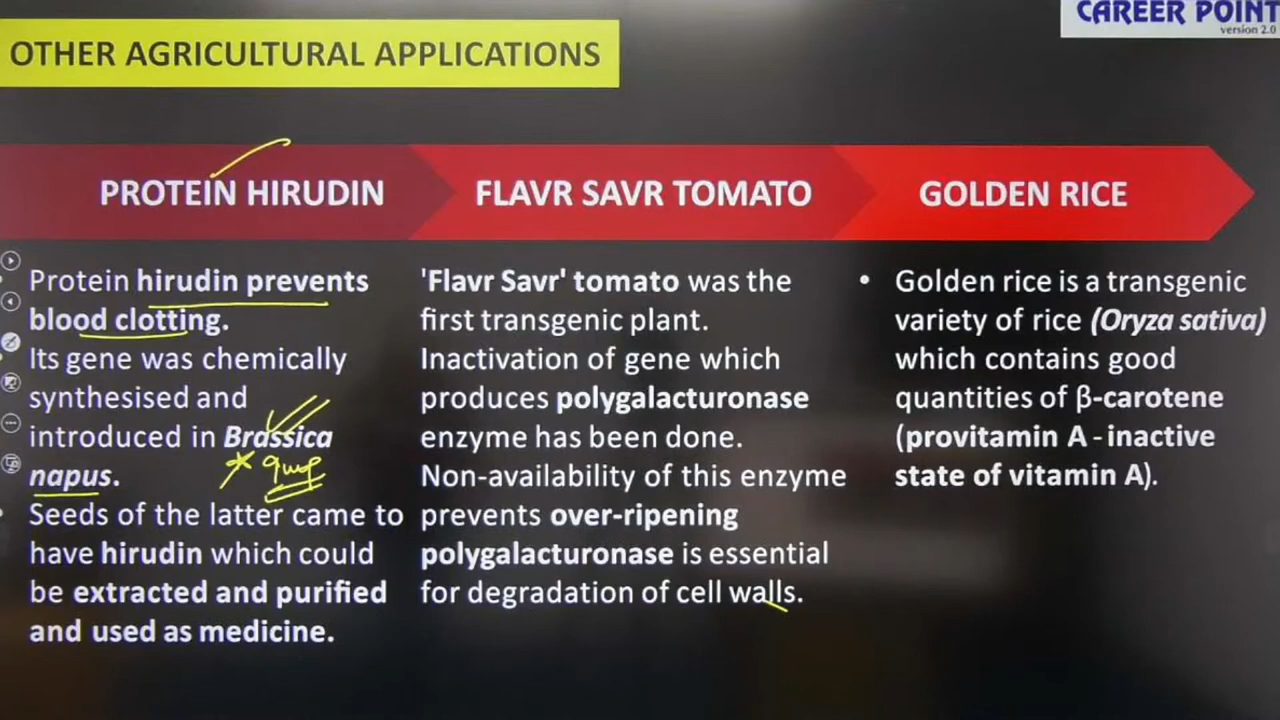 CAREER POINT
version 2.0
OTHER AGRICULTURAL APPLICATIONS
PROTEIN HIRUDIN
FLAVR SAVR TOMATO
GOLDEN RICE
Protein hirudin prevents
blood clotting.
Its gene was chemically
synthesised and
introduced in Brassica
napus.
Seeds of the latter came to
have hirudin which could
be extracted and purified
and used as medicine.
'Flavr Savr' tomato was the
first transgenic plant.
Inactivation of gene which
produces polygalacturonase
enzyme has been done.
Non-availability of this enzyme
prevents over-ripening
polygalacturonase is essential
for degradation of cell walls.
• Golden rice is a transgenic
variety of rice (Oryza sativa)
which contains good
quantities of β-carotene
(provitamin A - inactive
state of vitamin A).